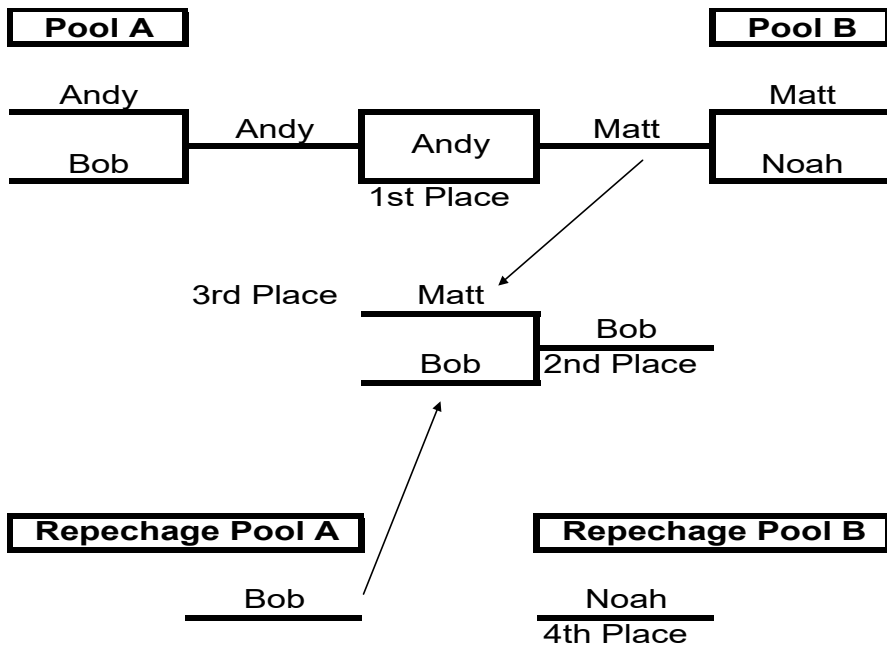 Pool A
Pool B
Andy
Matt
Andy
Andy
Matt
Bob
Noah
1st Place
3rd Place
Matt
Bob
Bob
2nd Place
Repechage Pool A
Repechage Pool B
Bob
Noah
4th Place